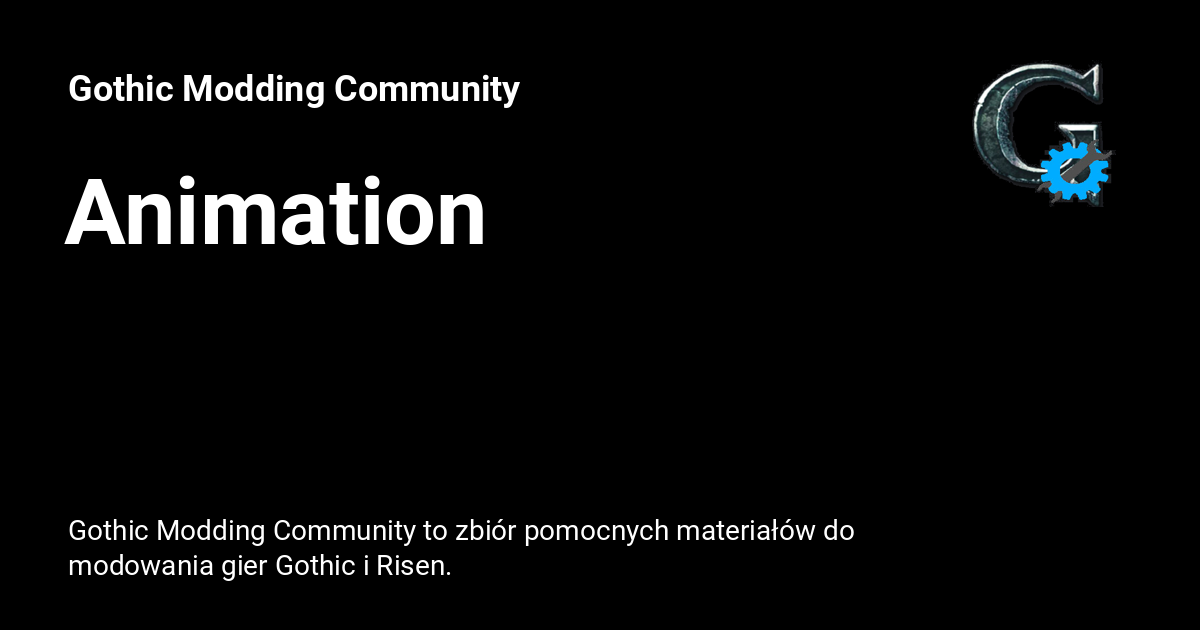 Gothic Modding Community
Animation
Gothic Modding Community to zbiór pomocnych materiałów do
modowania gier Gothic i Risen.